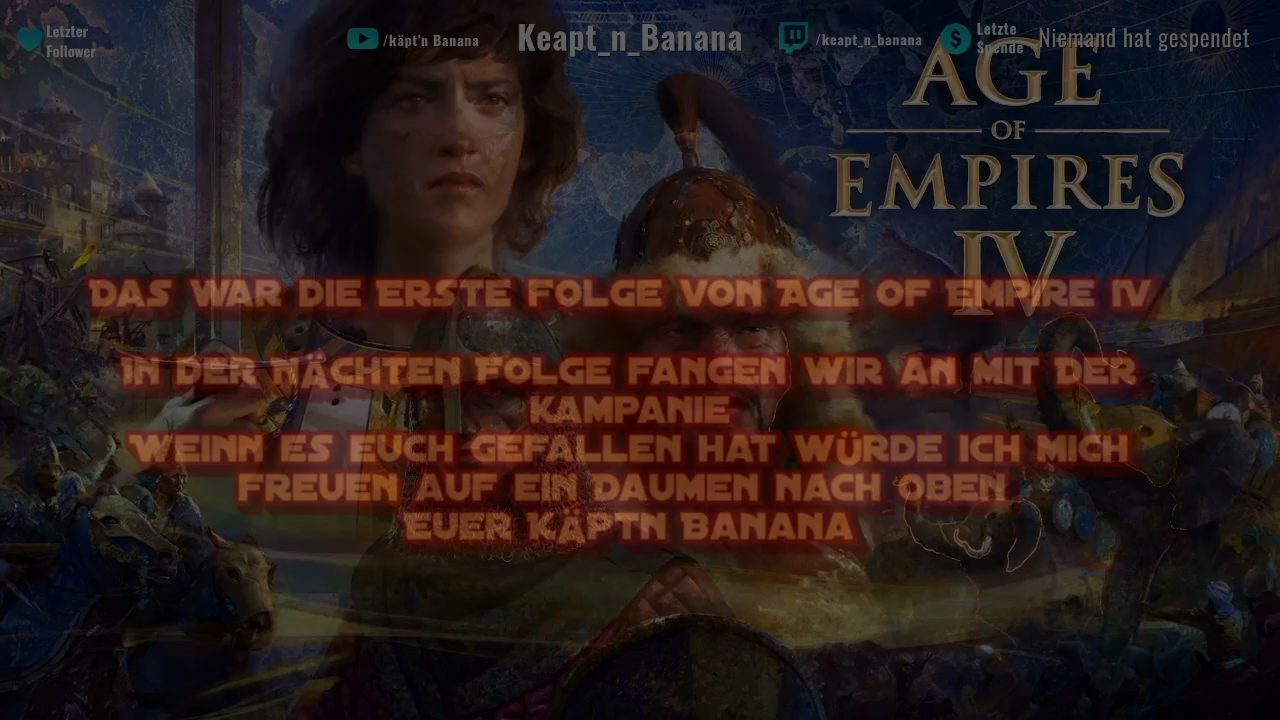 Letzter
Follower
/käpt'n Banana
Keapt_n_Banana
/keapt_n_banana
Letzte
Spende
Niemand hat gespendet
AGE
OF
EMPIRES
IV
Das war die Erste Folge von Age of Empire IV
In der nächten Folge fangen wir an mit der
Kampanie
Weinn es euch gefallen hat würde ich mich
freuen auf ein Daumen nach oben
Euer Käptn Banana